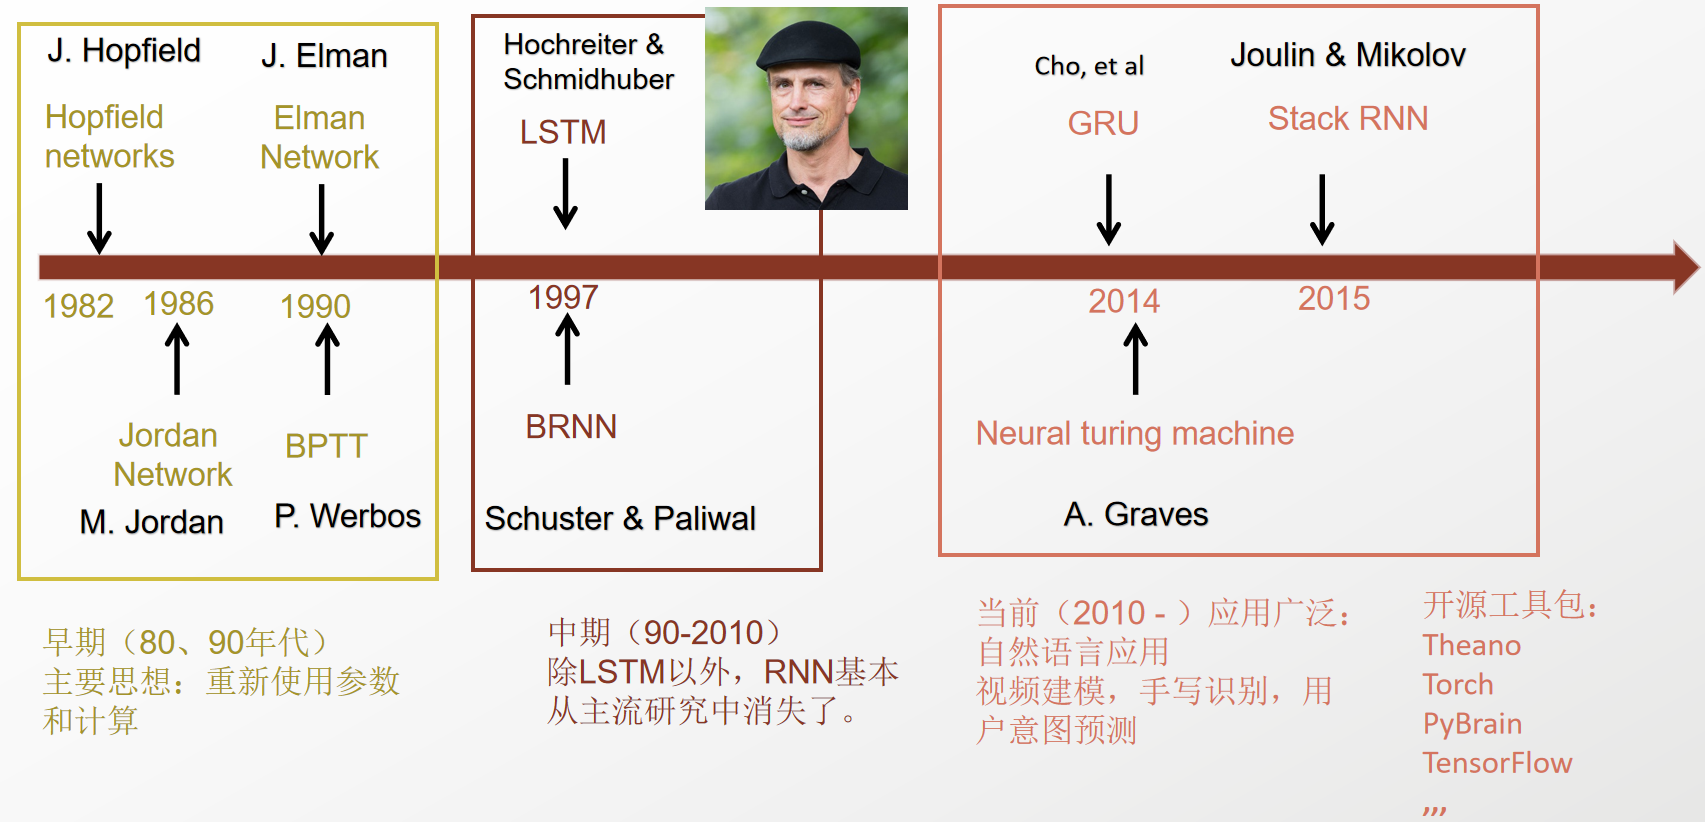 J. Hopfield
Hopfield
networks
J. Elman
Elman
Network
1982
1986
1990
Jordan
Network
M. Jordan
BPTT
P. Werbos
Hochreiter &
Schmidhuber
LSTM
1997
BRNN
Schuster & Paliwal
Cho, et al
GRU
Joulin & Mikolov
Stack RNN
2014
2015
Neural turing machine
A. Graves
早期（80、90年代）
主要思想：重新使用参数
和计算
中期（90-2010）
除LSTM以外，RNN基本
从主流研究中消失了。
当前（2010 - ）应用广泛：
自然语言应用
视频建模，手写识别，用
户意图预测
开源工具包：
Theano
Torch
PyBrain
TensorFlow
,,,